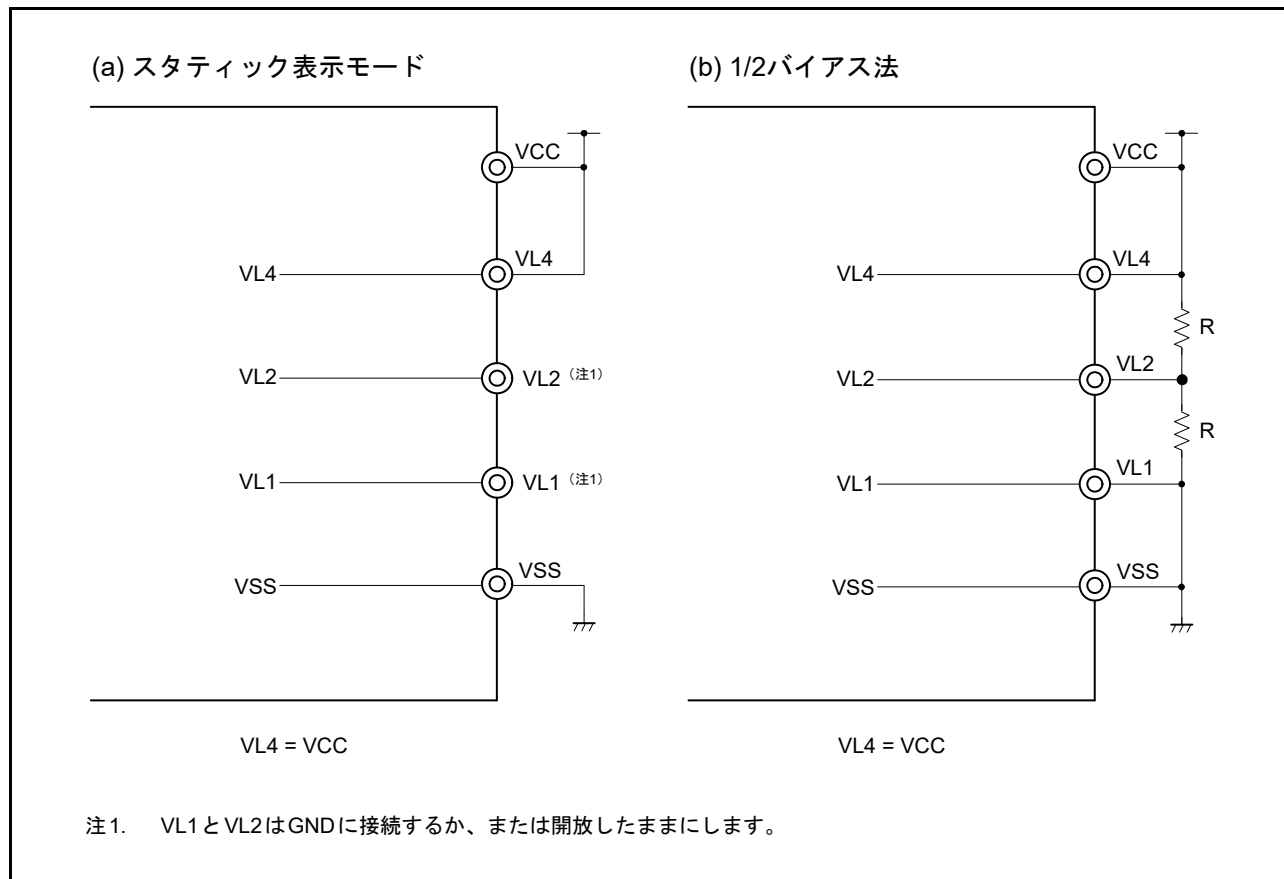 (a) スタティック表示モード
VCC
VL4
VL4
VL2
VL2（注1）
VL1
VL1（注1）
VSS
VSS
VL4 = VCC
(b) 1/2バイアス法
VCC
VL4
VL4
R
VL2
VL2
R
VL1
VL1
VSS
VSS
VL4 = VCC
注1. VL1とVL2はGNDに接続するか、または開放したままにします。